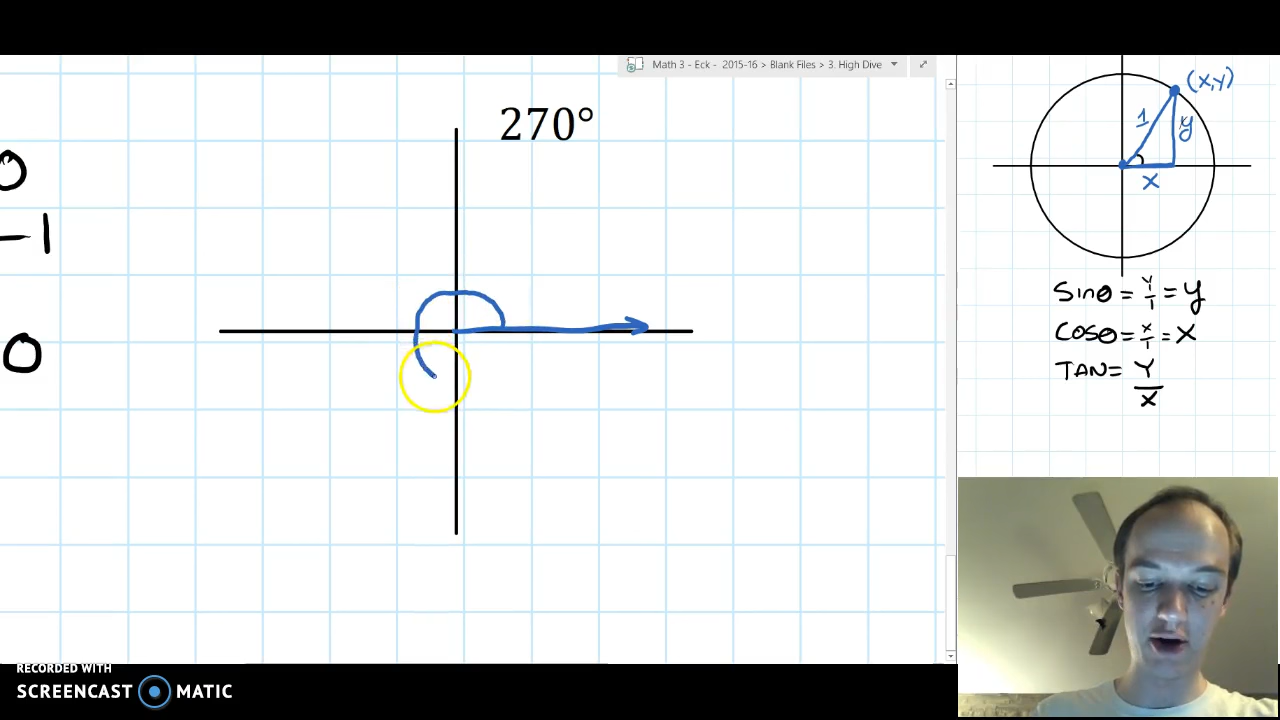 Math 3 - Eck - 2015-16 > Blank Files > 3. High Dive
270°
0
-1
0
(x,y)
1
y
x
Sinθ = y/1 = y
Cosθ = x/1 = x
TAN = Y/X
RECORDED WITH
SCREENCAST MATIC